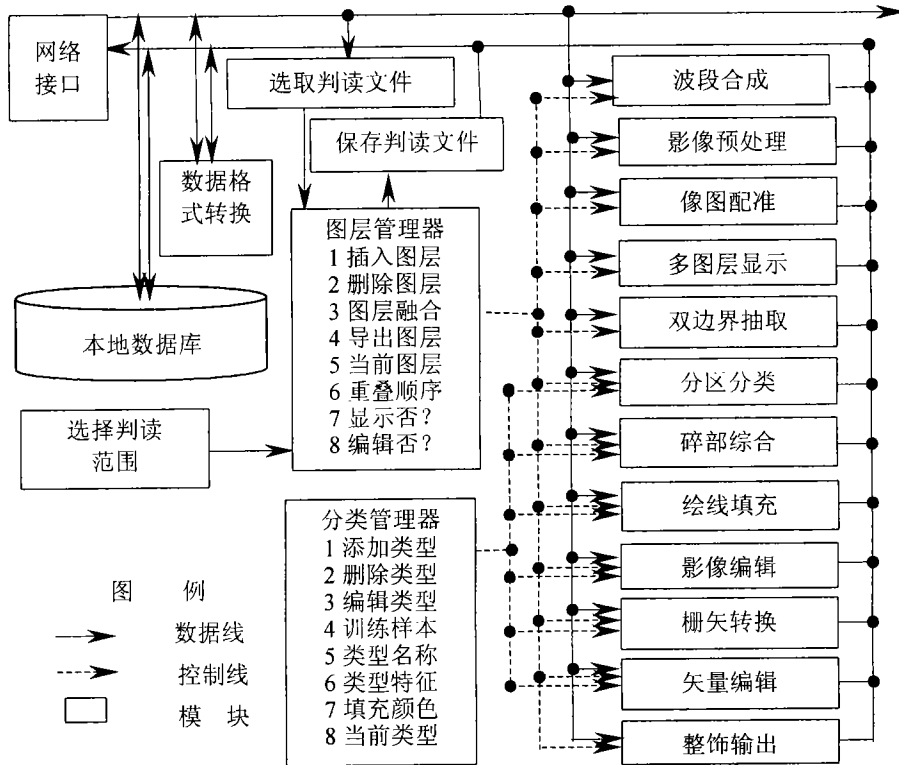 网络
接口
选取判读文件
保存判读文件
数据格
式转换
本地数据库
选择判读
范围
图层管理器
1 插入图层
2 删除图层
3 图层融合
4 导出图层
5 当前图层
6 重叠顺序
7 显示否?
8 编辑否?
分类管理器
1 添加类型
2 删除类型
3 编辑类型
4 训练样本
5 类型名称
6 类型特征
7 填充颜色
8 当前类型
波段合成
影像预处理
像图配准
多图层显示
双边界抽取
分区分类
碎部综合
绘线填充
影像编辑
栅矢转换
矢量编辑
整饰输出
图 例
数据线
控制线
模 块